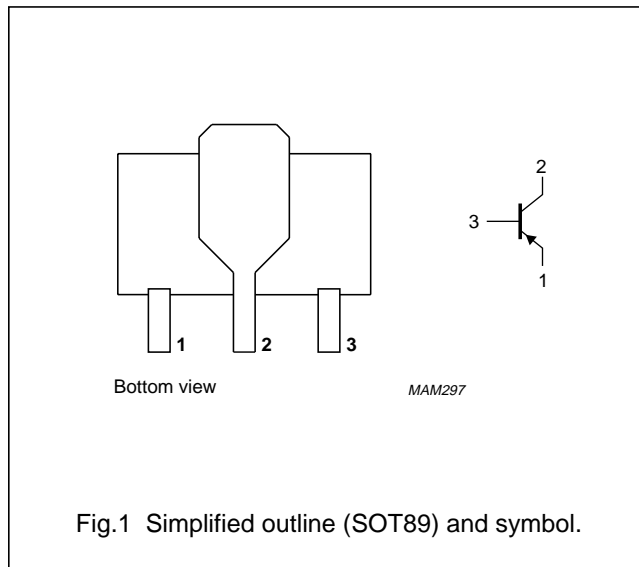 2
3
1
1 2 3
Bottom view
MAM297
Fig.1 Simplified outline (SOT89) and symbol.